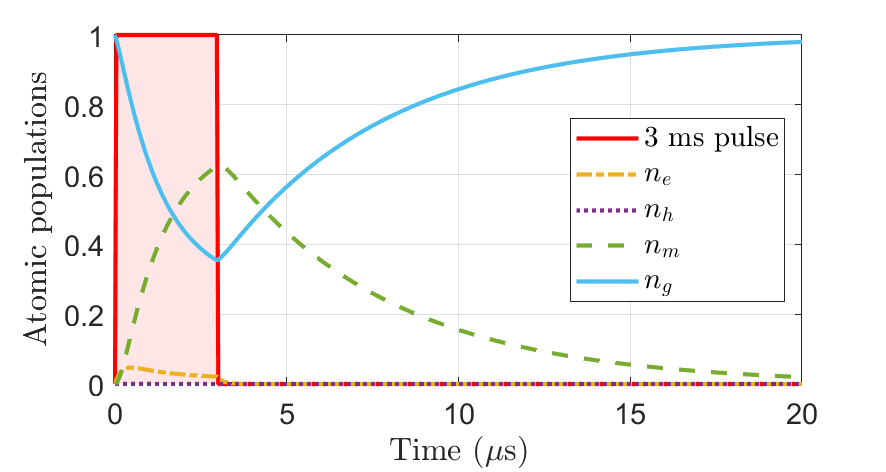 Atomic populations
1
0.8
0.6
0.4
0.2
0
3 ms pulse
n_e
n_h
n_m
n_g
0 5 10 15 20
Time (μs)